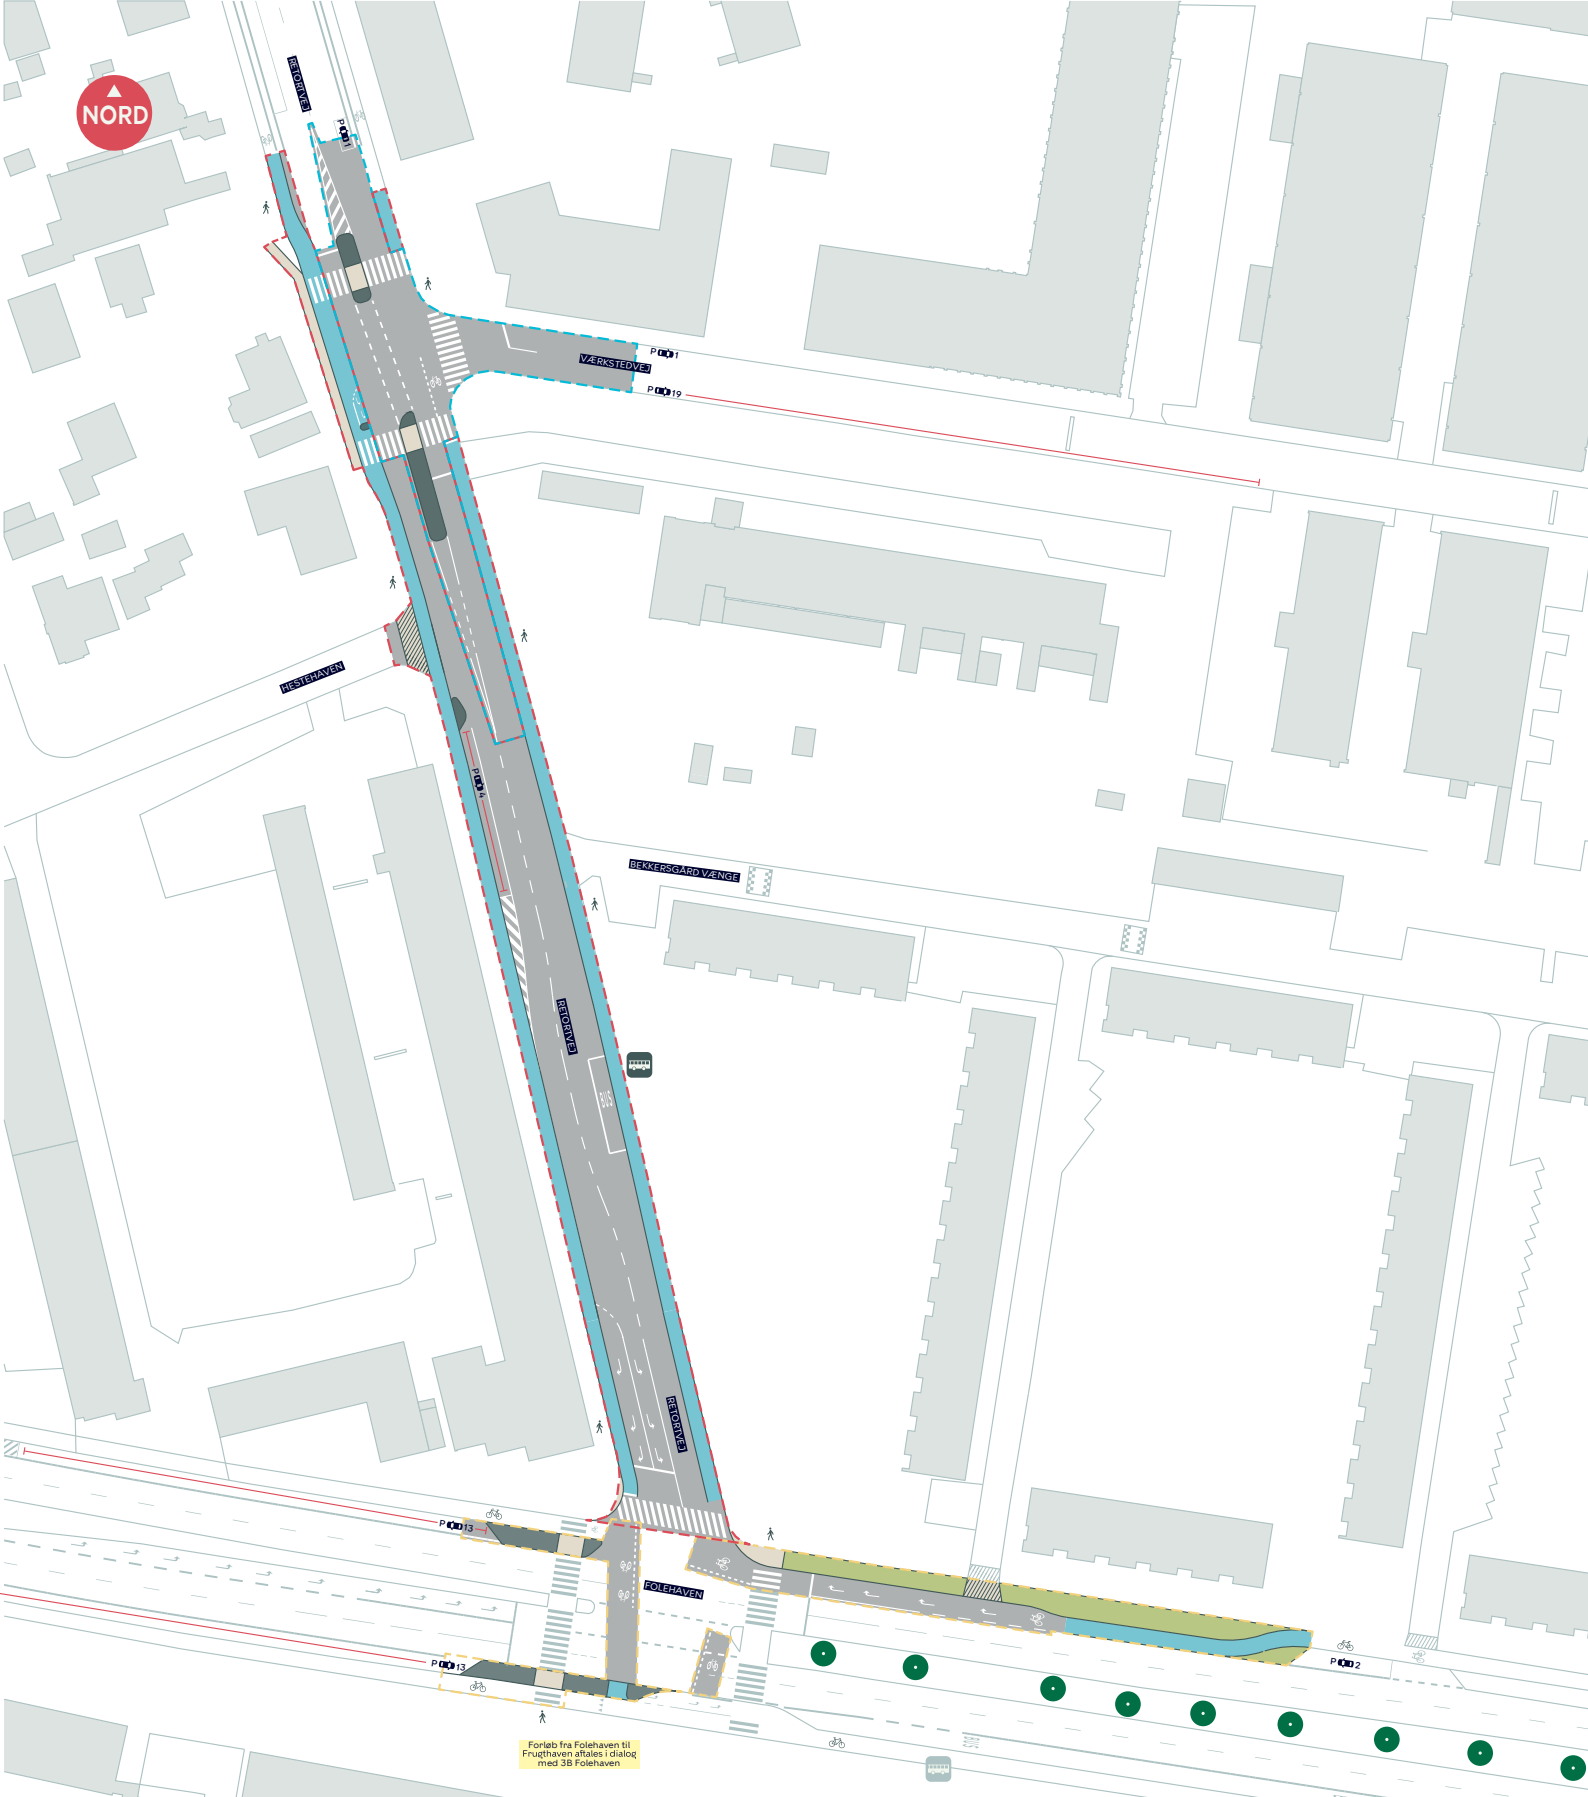 RETORTVEJ
P 1
NORD
P 1
VÆRKSTEDVEJ
P 19
HESTEHAVEN
P 4
BEKKERSGÅRD VÆNGE
RETORTVEJ
BUS
RETORTVEJ
P 13
FOLEHAVEN
P 13
P 2
Forløb fra Folehaven til
Frugthaven aftales i dialog
med 3B Folehaven